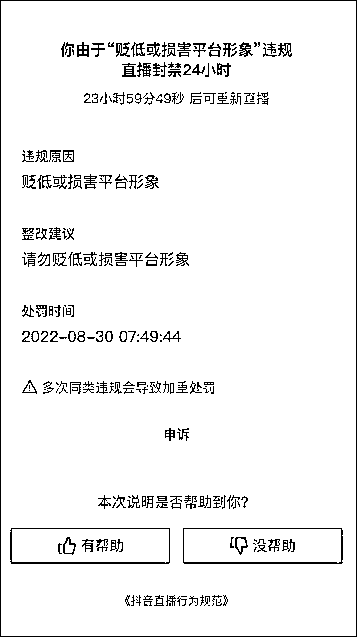 你由于“贬低或损害平台形象”违规
直播封禁24小时
23小时59分49秒 后可重新直播
违规原因
贬低或损害平台形象
整改建议
请勿贬低或损害平台形象
处罚时间
2022-08-30 07:49:44
多次同类违规会导致加重处罚
申诉
本次说明是否帮助到你？
有帮助
没帮助
《抖音直播行为规范》